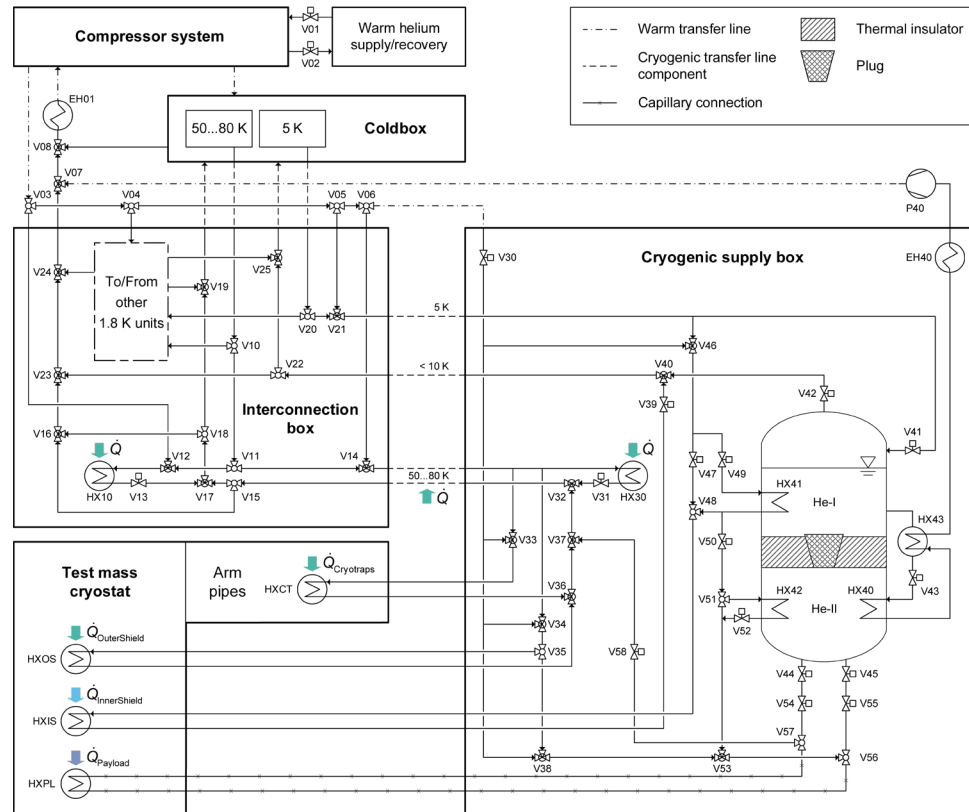 Compressor system
V01
V02
Warm helium
supply/recovery
Warm transfer line
Cryogenic transfer line
component
Capillary connection
Thermal insulator
Plug
EH01
V08
V07
50...80 K
5 K
Coldbox
V03
V04
V05
V06
P40
V24
To/From
other
1.8 K units
V25
V19
V20
V21
V10
V22
V23
V16
V18
Interconnection
box
Q̇
HX10
V12
V13
V17
V11
V15
V14
5 K
< 10 K
50...80 K
Q̇
Cryogenic supply box
V30
EH40
V46
V40
V39
V42
V41
Q̇
V32
V31
HX30
V47
V49
HX41
He-I
V48
HX43
V33
V37
V50
V43
V36
V51
HX42
HX40
He-II
V52
V34
V35
V58
V44
V45
V54
V55
V57
V38
V53
V56
Test mass
cryostat
Arm
pipes
Q̇Cryotraps
HXCT
Q̇OuterShield
HXOS
Q̇InnerShield
HXIS
Q̇Payload
HXPL